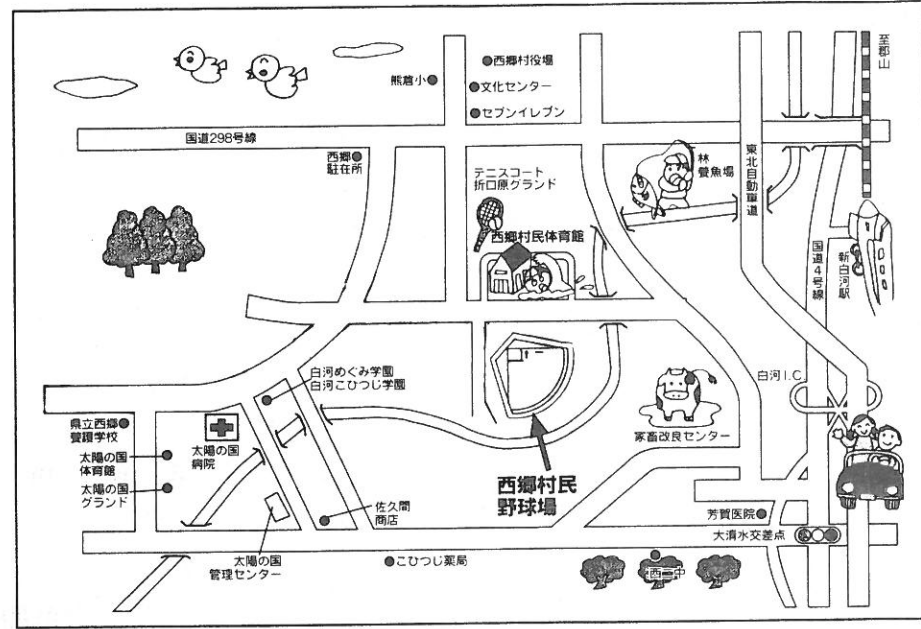 至郡山
西郷村役場
熊倉小
文化センター
セブンイレブン
国道298号線
西郷
駐在所
テニスコート
折口原グランド
林
養魚場
東北自動車道
西郷村民体育館
国道4号線
新白河駅
白河めぐみ学園
白河こひつじ学園
白河I.C
県立西郷
養護学校
太陽の国
体育館
太陽の国
グランド
太陽の国
病院
家畜改良センター
西郷村民
野球場
佐久間
商店
芳賀医院
大清水交差点
太陽の国
管理センター
こひつじ薬局
西二中